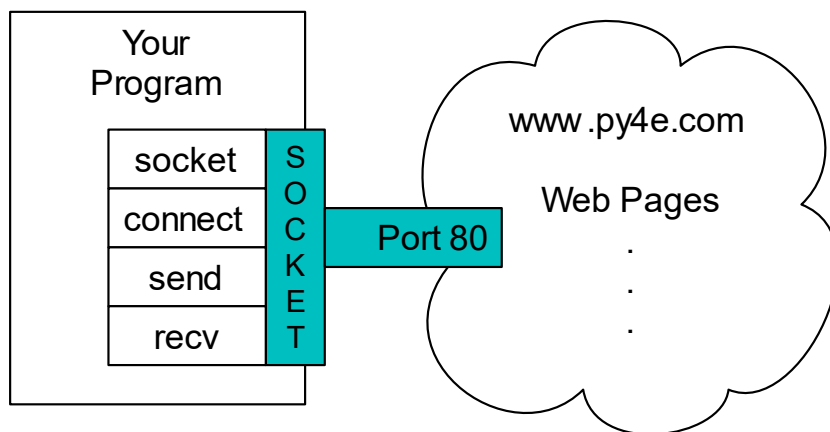 Your
Program
socket
connect
send
recv
S
O
C
K
E
T
Port 80
www.py4e.com
Web Pages
.
.
.